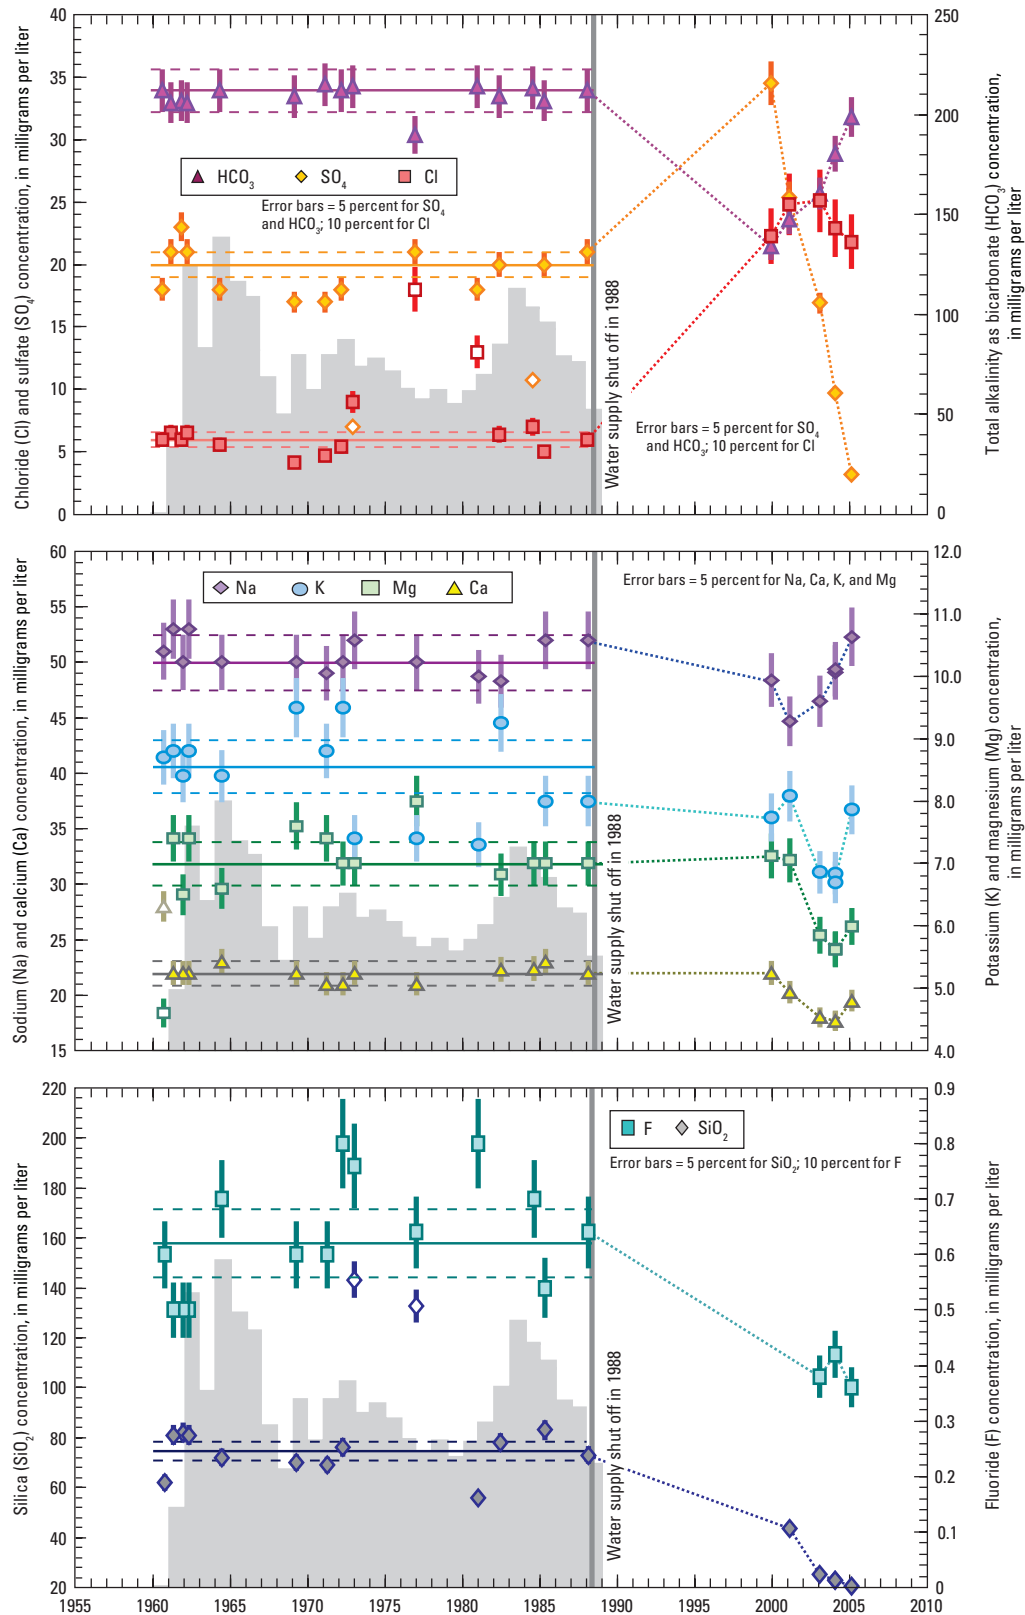 40
35
30
25
20
15
10
5
0
Chloride (Cl) and sulfate (SO₄) concentration, in milligrams per liter
HCO₃
SO₄
Cl
Error bars = 5 percent for SO₄
and HCO₃; 10 percent for Cl
Water supply shut off in 1988
Error bars = 5 percent for SO₄
and HCO₃; 10 percent for Cl
250
200
150
100
50
0
Total alkalinity as bicarbonate (HCO₃) concentration,
in milligrams per liter
60
55
50
45
40
35
30
25
20
15
Sodium (Na) and calcium (Ca) concentration, in milligrams per liter
Na
K
Mg
Ca
Error bars = 5 percent for Na, Ca, K, and Mg
Water supply shut off in 1988
12.0
11.0
10.0
9.0
8.0
7.0
6.0
5.0
4.0
Potassium (K) and magnesium (Mg) concentration,
in milligrams per liter
220
200
180
160
140
120
100
80
60
40
20
Silica (SiO₂) concentration, in milligrams per liter
F
SiO₂
Error bars = 5 percent for SiO₂; 10 percent for F
Water supply shut off in 1988
0.9
0.8
0.7
0.6
0.5
0.4
0.3
0.2
0.1
0
Fluoride (F) concentration, in milligrams per liter
1955
1960
1965
1970
1975
1980
1985
1990
1995
2000
2005
2010